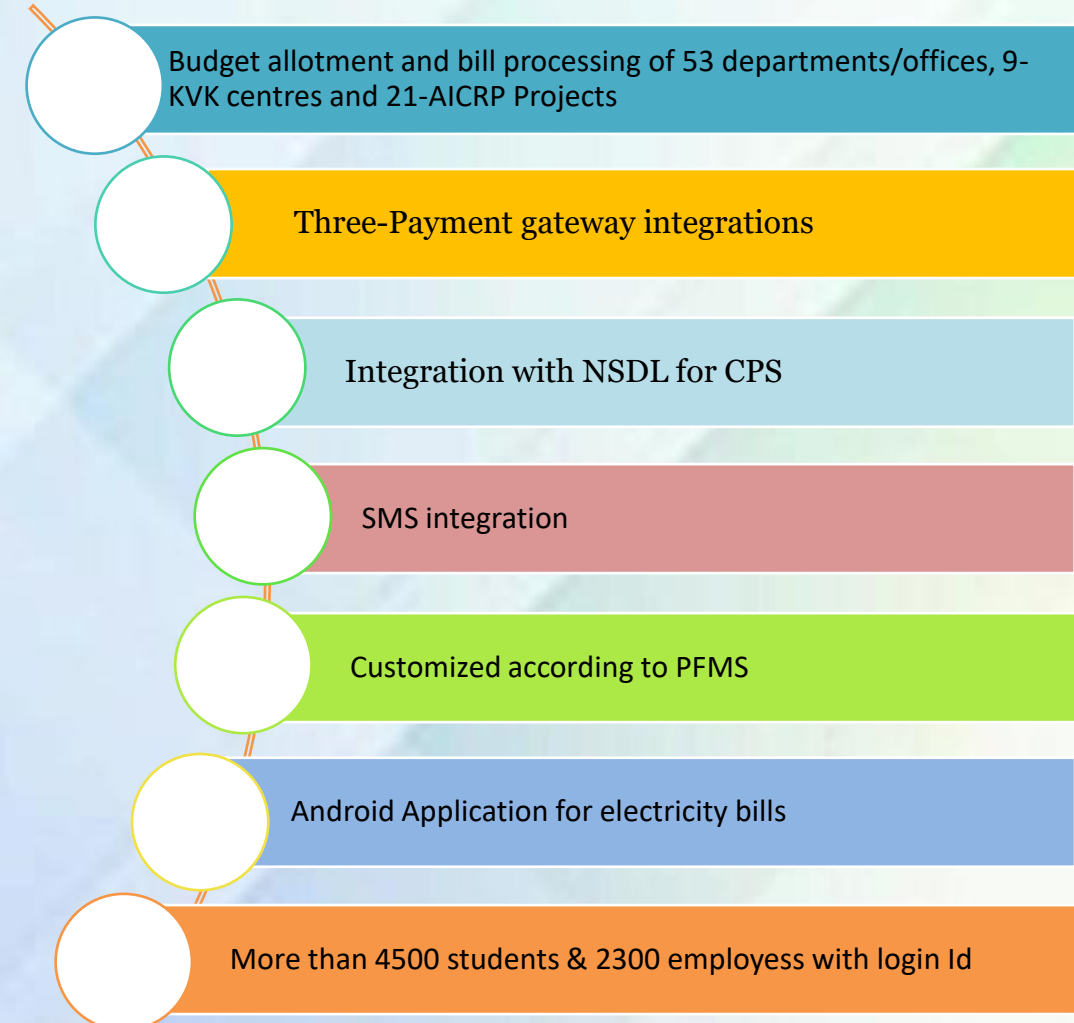 Budget allotment and bill processing of 53 departments/offices, 9-
KVK centres and 21-AICRP Projects
Three-Payment gateway integrations
Integration with NSDL for CPS
SMS integration
Customized according to PFMS
Android Application for electricity bills
More than 4500 students & 2300 employess with login Id